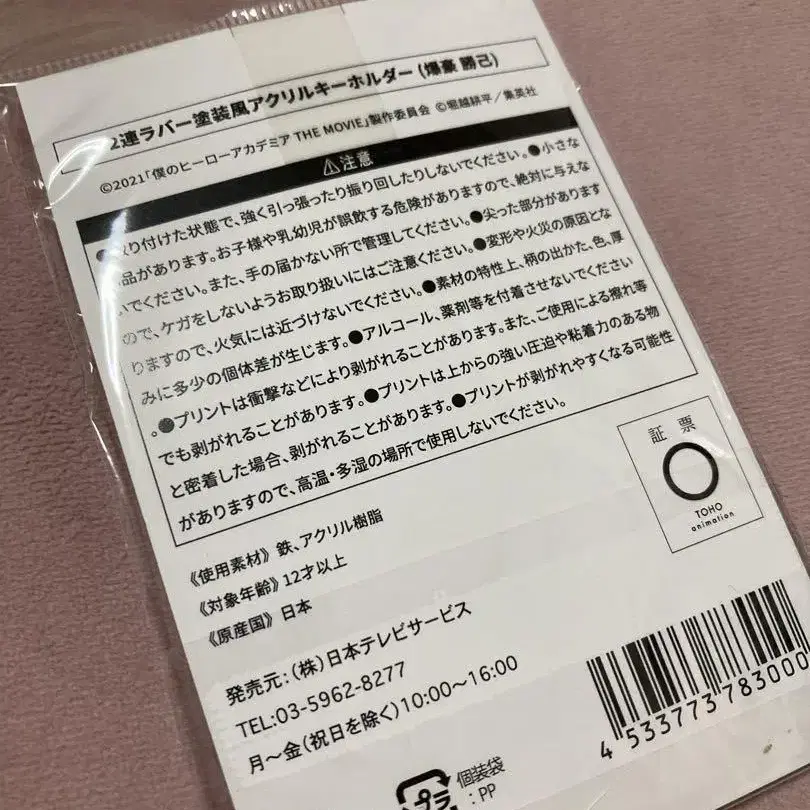 2連ラバー塗装風アクリルキーホルダー (爆豪 勝己)
©2021「僕のヒーローアカデミア THE MOVIE」製作委員会 ©堀越耕平／集英社
⚠注意
り付けた状態で、強く引っ張ったり振り回したりしないでください。●小さな
品があります。お子様や乳幼児が誤飲する危険がありますので、絶対に与えな
いでください。また、手の届かない所で管理してください。●尖った部分があります
ので、ケガをしないようお取り扱いにはご注意ください。●変形や火災の原因とな
りますので、火気には近づけないでください。●素材の特性上、柄の出かた、色、厚
みに多少の個体差が生じます。●アルコール、薬剤等を付着させないでください
。●プリントは衝撃などにより剥がれることがあります。また、ご使用による擦れ等
でも剥がれることがあります。●プリントは上からの強い圧迫や粘着力のある物
と密着した場合、剥がれることがあります。●プリントが剥がれやすくなる可能性
がありますので、高温・多湿の場所で使用しないでください。
証 票
TOHO
animation
《使用素材》 鉄、アクリル樹脂
《対象年齢》 12才以上
《原産国》 日本
発売元：（株）日本テレビサービス
TEL:03-5962-8277
月～金（祝日を除く）10:00～16:00
4 533773 783000
プラ
個装袋
: PP